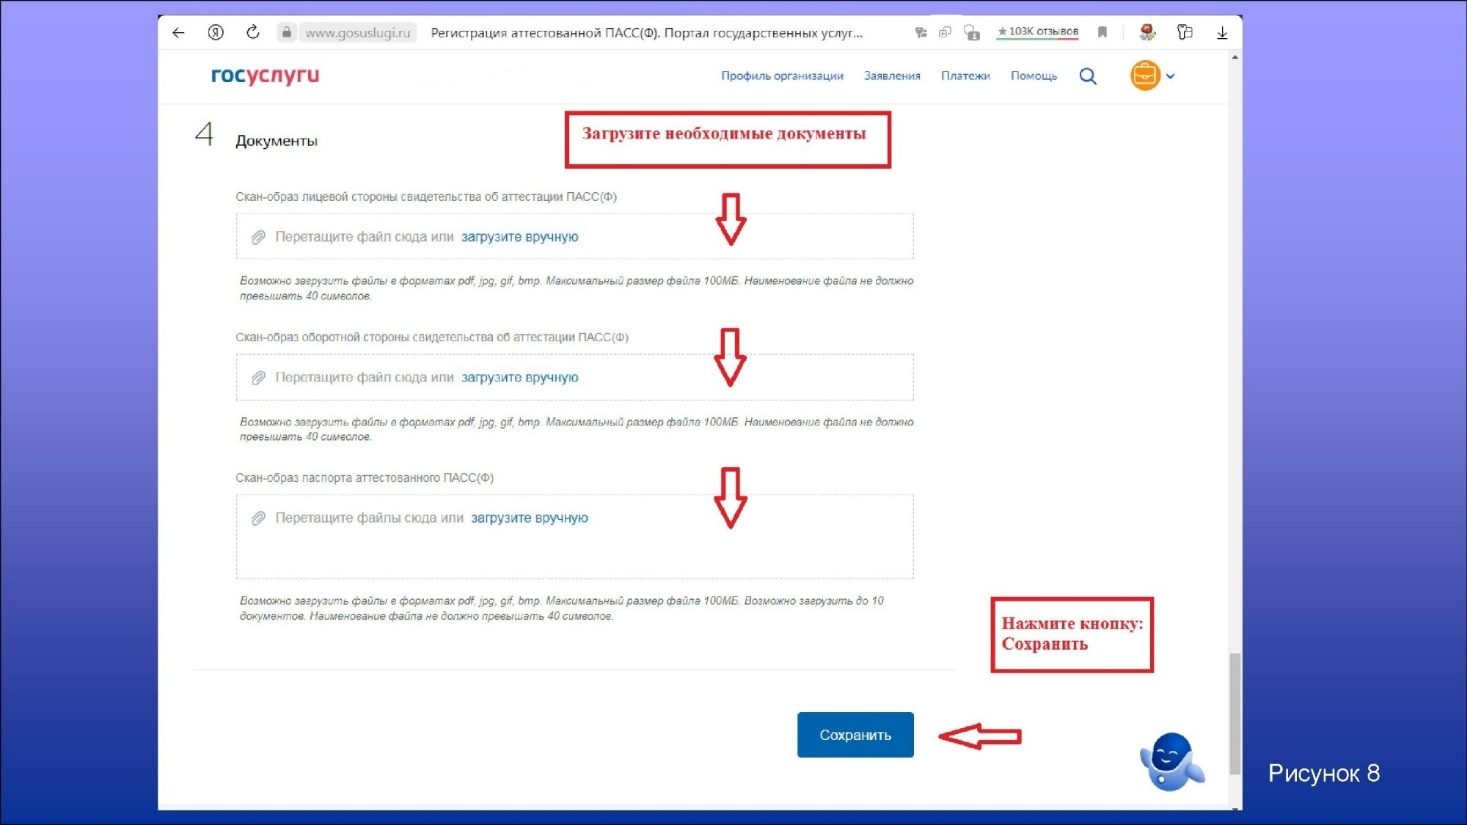 www.gosuslugi.ru Регистрация аттестованной ПАСС(Ф). Портал государственных услуг... ★ 103К отзывов
госуслуги Профиль организации Заявления Платежи Помощь
4 Документы
Загрузите необходимые документы
Скан-образ лицевой стороны свидетельства об аттестации ПАСС(Ф)
Перетащите файл сюда или загрузите вручную
Возможно загрузить файлы в форматах pdf, jpg, gif, bmp. Максимальный размер файла 100МБ. Наименование файла не должно
превышать 40 символов.
Скан-образ оборотной стороны свидетельства об аттестации ПАСС(Ф)
Перетащите файл сюда или загрузите вручную
Возможно загрузить файлы в форматах pdf, jpg, gif, bmp. Максимальный размер файла 100МБ. Наименование файла не должно
превышать 40 символов.
Скан-образ паспорта аттестованного ПАСС(Ф)
Перетащите файлы сюда или загрузите вручную
Возможно загрузить файлы в форматах pdf, jpg, gif, bmp. Максимальный размер файла 100МБ. Возможно загрузить до 10
документов. Наименование файла не должно превышать 40 символов.
Нажмите кнопку:
Сохранить
Сохранить
Рисунок 8